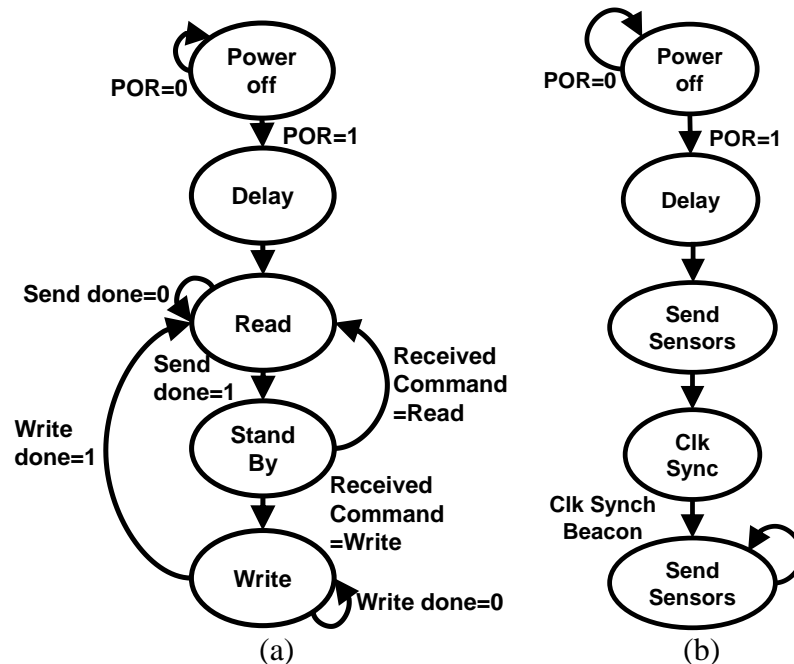 Power
off
POR=0
POR=1
Delay
Send done=0
Read
Send
done=1
Received
Command
=Read
Write
done=1
Stand
By
Received
Command
=Write
Write
Write done=0
(a)
Power
off
POR=0
POR=1
Delay
Send
Sensors
Clk
Sync
Clk Synch
Beacon
Send
Sensors
(b)